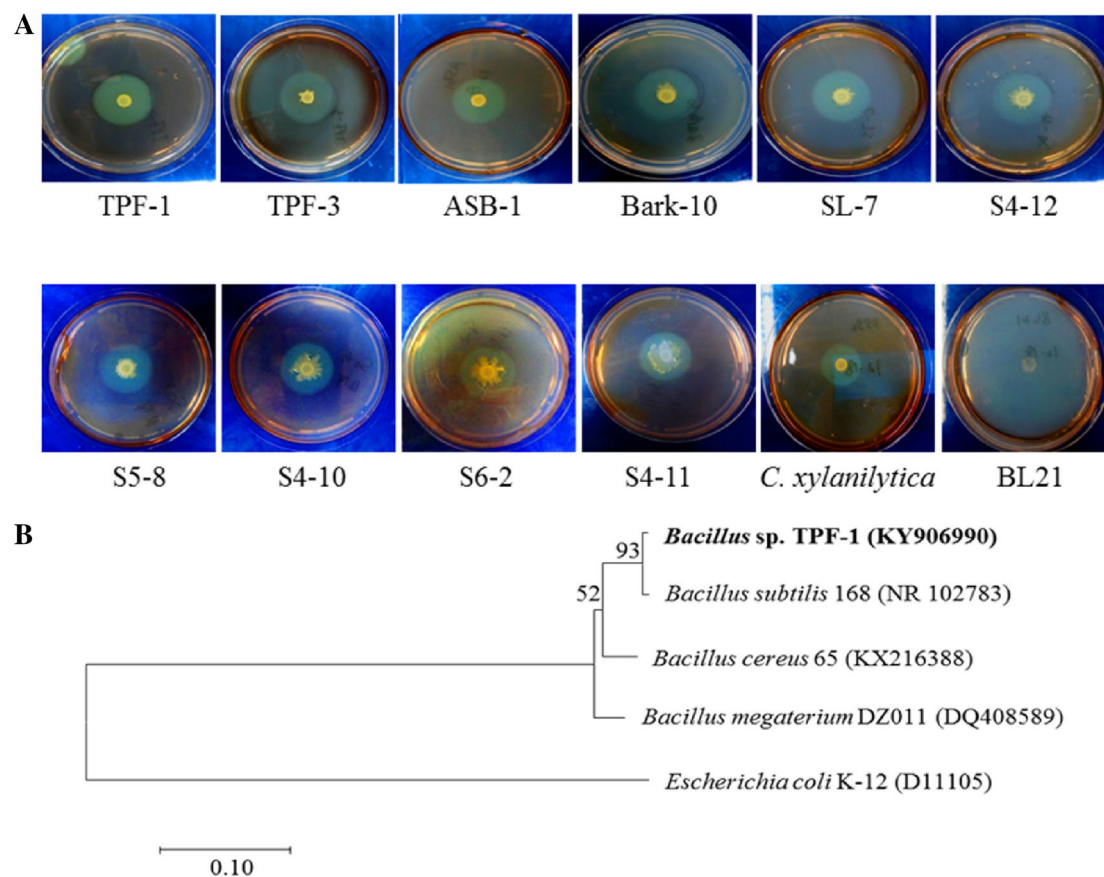 A
TPF-1 TPF-3 ASB-1 Bark-10 SL-7 S4-12
S5-8 S4-10 S6-2 S4-11 C. xylanilytica BL21
B
93 Bacillus sp. TPF-1 (KY906990)
52 Bacillus subtilis 168 (NR 102783)
Bacillus cereus 65 (KX216388)
Bacillus megaterium DZ011 (DQ408589)
Escherichia coli K-12 (D11105)
0.10